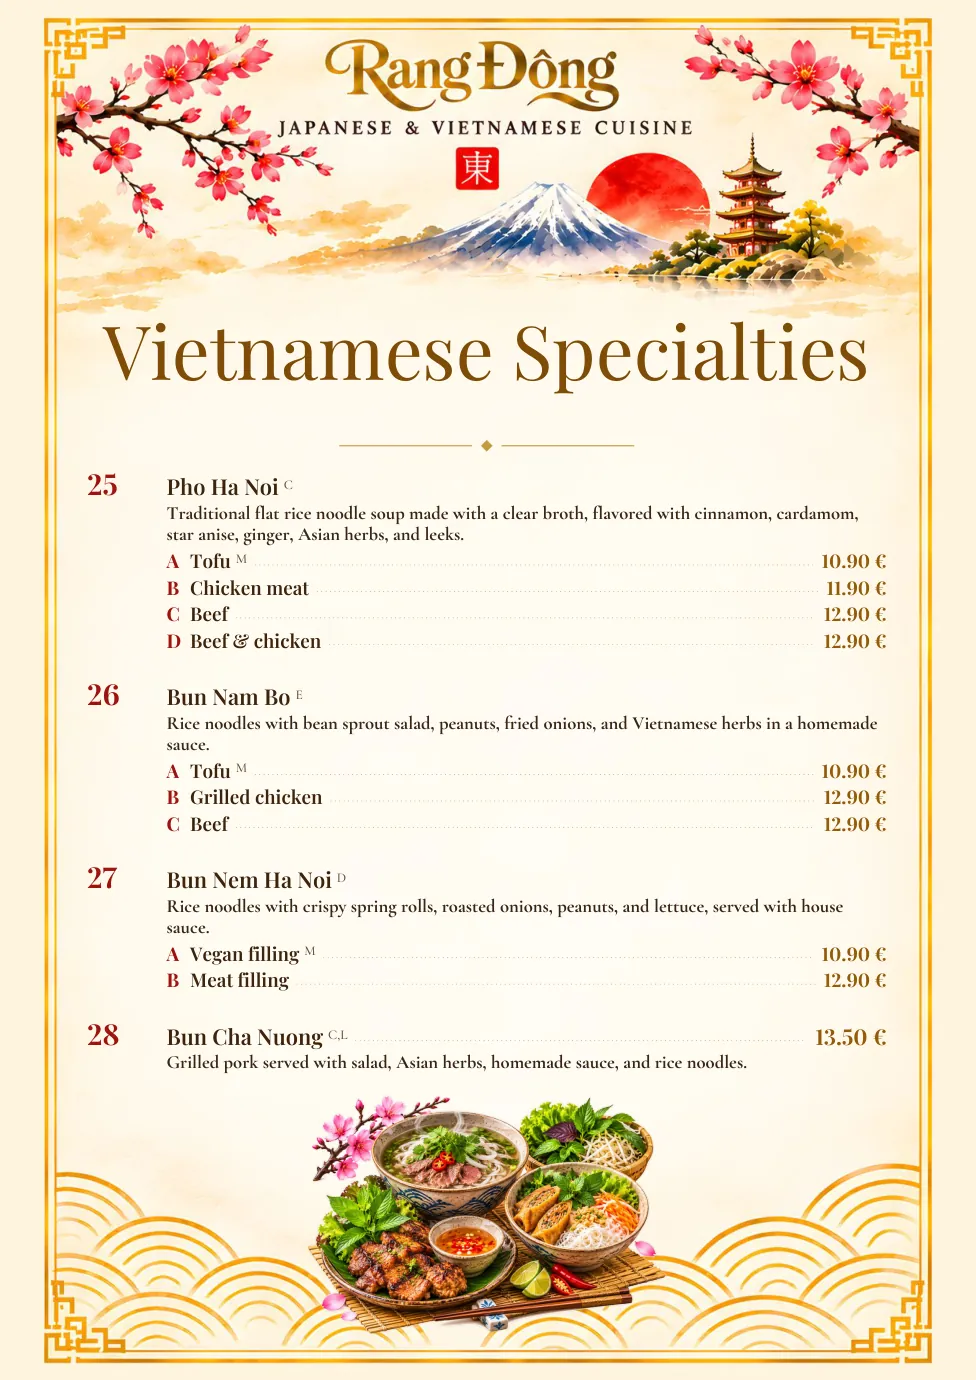 Rang Đông
JAPANESE & VIETNAMESE CUISINE
東
Vietnamese Specialties
25 Pho Ha Noi C
Traditional flat rice noodle soup made with a clear broth, flavored with cinnamon, cardamom,
star anise, ginger, Asian herbs, and leeks.
A Tofu M 10.90 €
B Chicken meat 11.90 €
C Beef 12.90 €
D Beef & chicken 12.90 €
26 Bun Nam Bo E
Rice noodles with bean sprout salad, peanuts, fried onions, and Vietnamese herbs in a homemade
sauce.
A Tofu M 10.90 €
B Grilled chicken 12.90 €
C Beef 12.90 €
27 Bun Nem Ha Noi D
Rice noodles with crispy spring rolls, roasted onions, peanuts, and lettuce, served with house
sauce.
A Vegan filling M 10.90 €
B Meat filling 12.90 €
28 Bun Cha Nuong C,L 13.50 €
Grilled pork served with salad, Asian herbs, homemade sauce, and rice noodles.